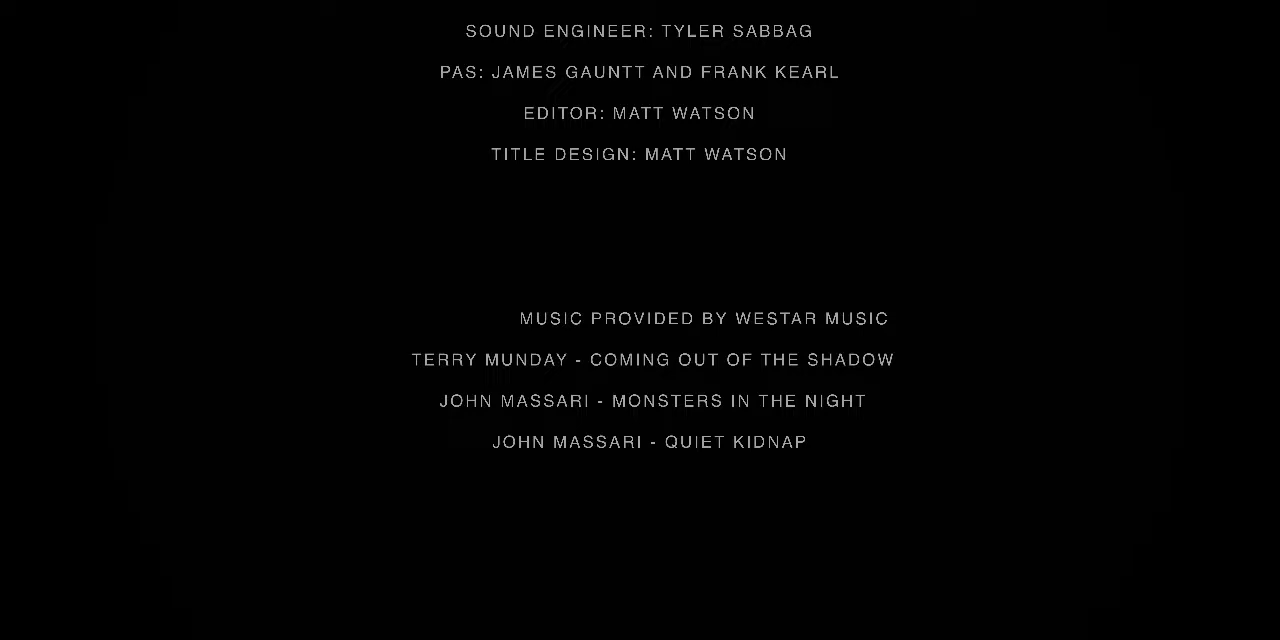 SOUND ENGINEER: TYLER SABBAG
PAS: JAMES GAUNTT AND FRANK KEARL
EDITOR: MATT WATSON
TITLE DESIGN: MATT WATSON
MUSIC PROVIDED BY WESTAR MUSIC
TERRY MUNDAY - COMING OUT OF THE SHADOW
JOHN MASSARI - MONSTERS IN THE NIGHT
JOHN MASSARI - QUIET KIDNAP